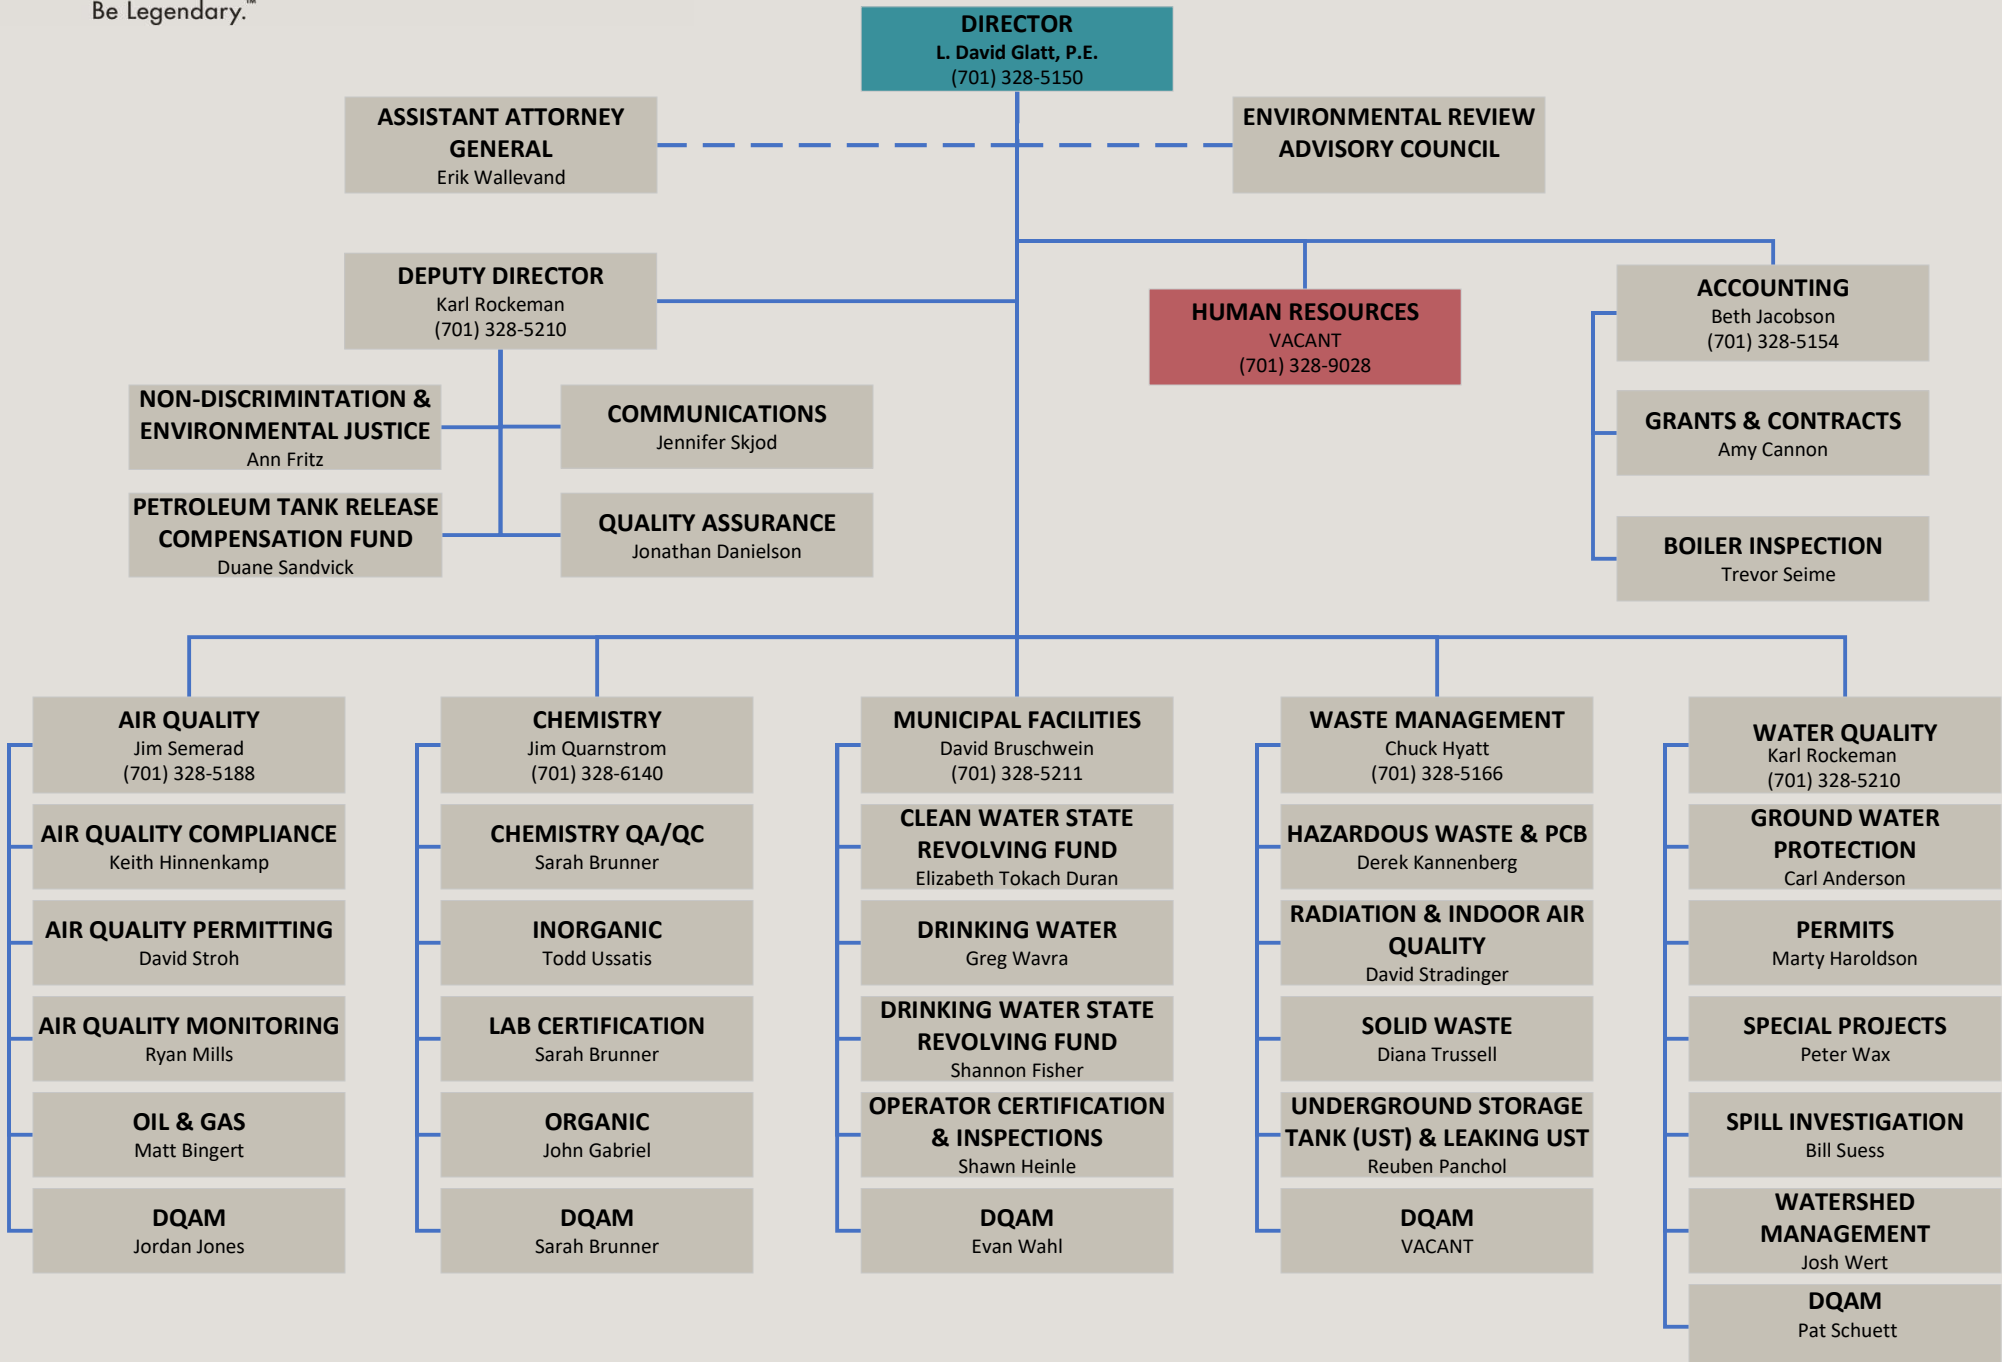 Be Legendary.™
DIRECTOR
L. David Glatt, P.E.
(701) 328-5150
ASSISTANT ATTORNEY
GENERAL
Erik Wallevand
ENVIRONMENTAL REVIEW
ADVISORY COUNCIL
DEPUTY DIRECTOR
Karl Rockeman
(701) 328-5210
HUMAN RESOURCES
VACANT
(701) 328-9028
ACCOUNTING
Beth Jacobson
(701) 328-5154
NON-DISCRIMINTATION &
ENVIRONMENTAL JUSTICE
Ann Fritz
COMMUNICATIONS
Jennifer Skjod
GRANTS & CONTRACTS
Amy Cannon
PETROLEUM TANK RELEASE
COMPENSATION FUND
Duane Sandvick
QUALITY ASSURANCE
Jonathan Danielson
BOILER INSPECTION
Trevor Seime
AIR QUALITY
Jim Semerad
(701) 328-5188
AIR QUALITY COMPLIANCE
Keith Hinnenkamp
AIR QUALITY PERMITTING
David Stroh
AIR QUALITY MONITORING
Ryan Mills
OIL & GAS
Matt Bingert
DQAM
Jordan Jones
CHEMISTRY
Jim Quarnstrom
(701) 328-6140
CHEMISTRY QA/QC
Sarah Brunner
INORGANIC
Todd Ussatis
LAB CERTIFICATION
Sarah Brunner
ORGANIC
John Gabriel
DQAM
Sarah Brunner
MUNICIPAL FACILITIES
David Bruschwein
(701) 328-5211
CLEAN WATER STATE
REVOLVING FUND
Elizabeth Tokach Duran
DRINKING WATER
Greg Wavra
DRINKING WATER STATE
REVOLVING FUND
Shannon Fisher
OPERATOR CERTIFICATION
& INSPECTIONS
Shawn Heinle
DQAM
Evan Wahl
WASTE MANAGEMENT
Chuck Hyatt
(701) 328-5166
HAZARDOUS WASTE & PCB
Derek Kannenberg
RADIATION & INDOOR AIR
QUALITY
David Stradinger
SOLID WASTE
Diana Trussell
UNDERGROUND STORAGE
TANK (UST) & LEAKING UST
Reuben Panchol
DQAM
VACANT
WATER QUALITY
Karl Rockeman
(701) 328-5210
GROUND WATER
PROTECTION
Carl Anderson
PERMITS
Marty Haroldson
SPECIAL PROJECTS
Peter Wax
SPILL INVESTIGATION
Bill Suess
WATERSHED
MANAGEMENT
Josh Wert
DQAM
Pat Schuett